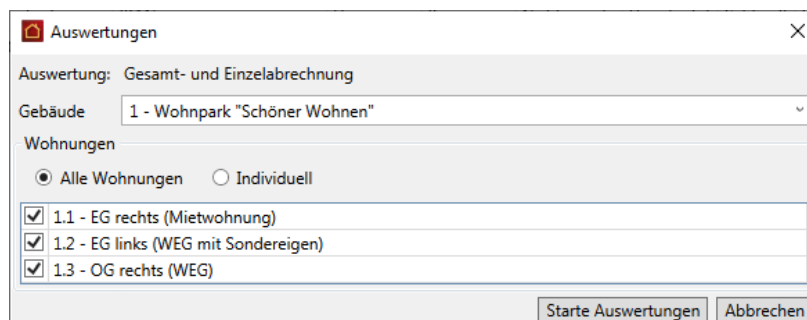 Auswertungen
Auswertung: Gesamt- und Einzelabrechnung
Gebäude 1 - Wohnpark "Schöner Wohnen"
Wohnungen
Alle Wohnungen Individuell
1.1 - EG rechts (Mietwohnung)
1.2 - EG links (WEG mit Sondereigen)
1.3 - OG rechts (WEG)
Starte Auswertungen Abbrechen